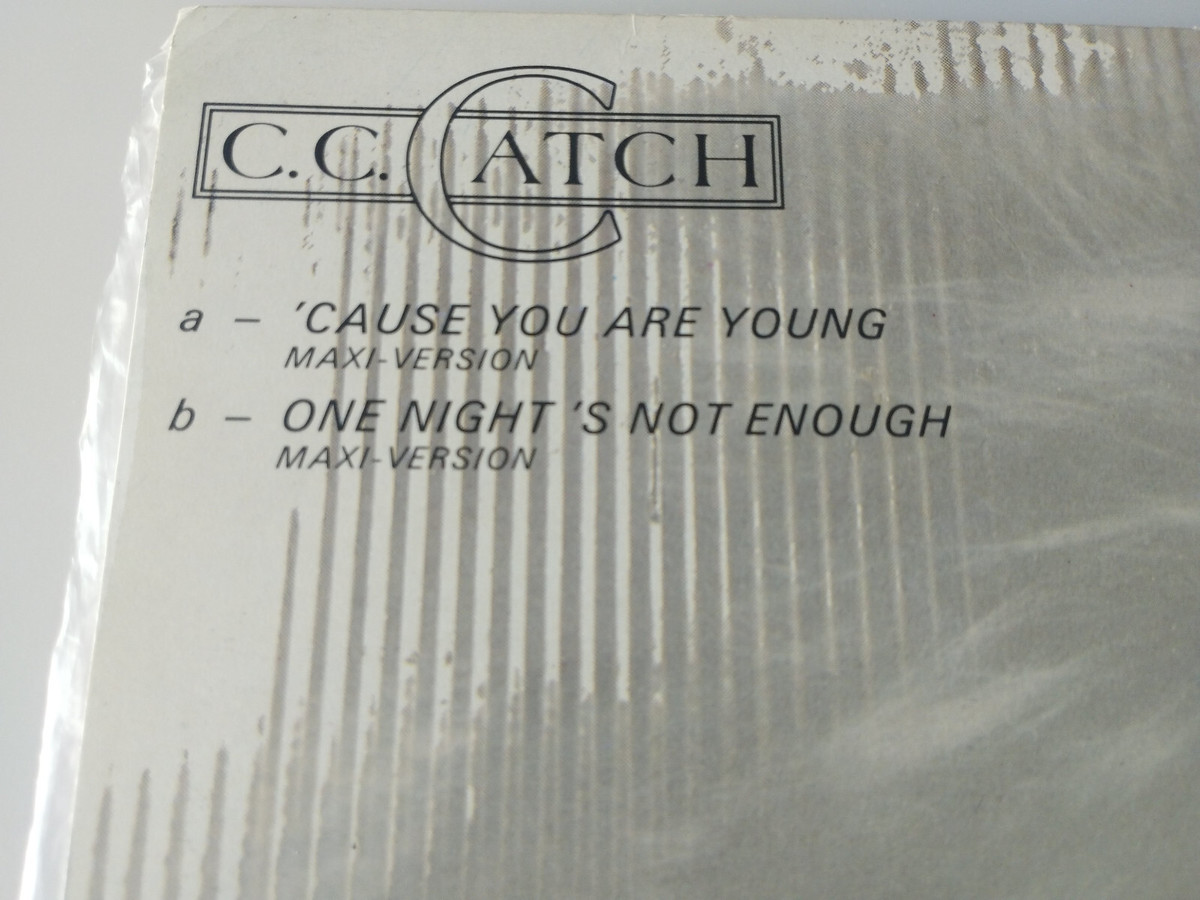 C.C. CATCH
a – 'CAUSE YOU ARE YOUNG
MAXI-VERSION
b – ONE NIGHT 'S NOT ENOUGH
MAXI-VERSION